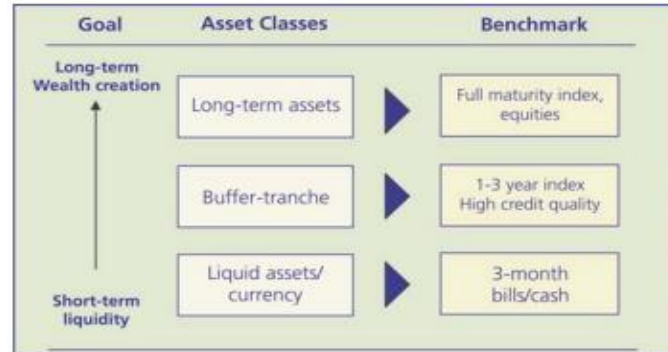 Goal Asset Classes Benchmark
Long-term
Wealth creation
Long-term assets
Full maturity index,
equities
Buffer-tranche
1-3 year index
High credit quality
Liquid assets/
currency
3-month
bills/cash
Short-term
liquidity